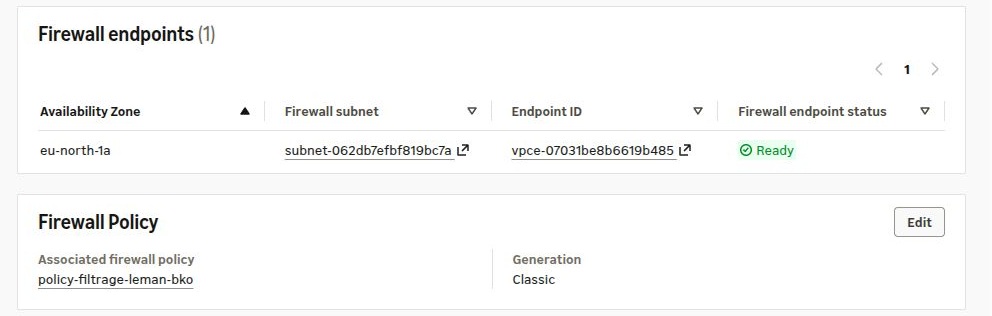 Firewall endpoints (1)
1
Availability Zone Firewall subnet Endpoint ID Firewall endpoint status
eu-north-1a subnet-062db7efbf819bc7a vpce-07031be8b6619b485 Ready
Firewall Policy Edit
Associated firewall policy Generation
policy-filtrage-leman-bko Classic